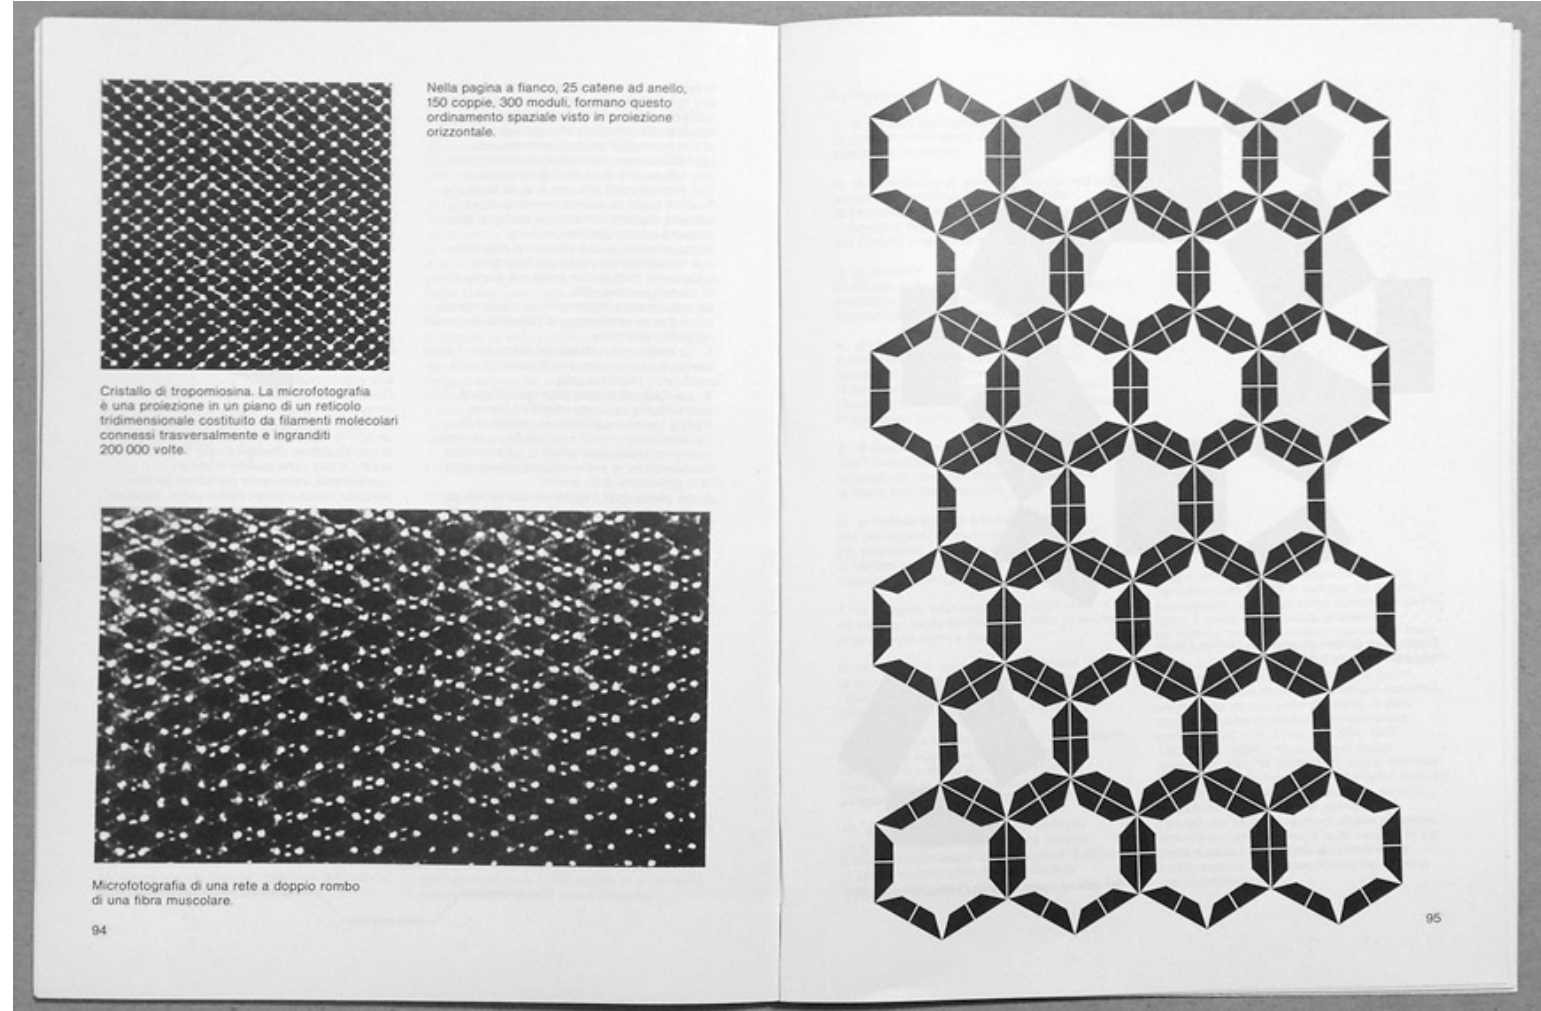 Nella pagina a fianco, 25 catene ad anello,
150 coppie, 300 moduli, formano questo
ordinamento spaziale visto in proiezione
orizzontale.
Cristallo di tropomiosina. La microfotografia
è una proiezione in un piano di un reticolo
tridimensionale costituito da filamenti molecolari
connessi trasversalmente e ingranditi
200 000 volte.
Microfotografia di una rete a doppio rombo
di una fibra muscolare.
94
95